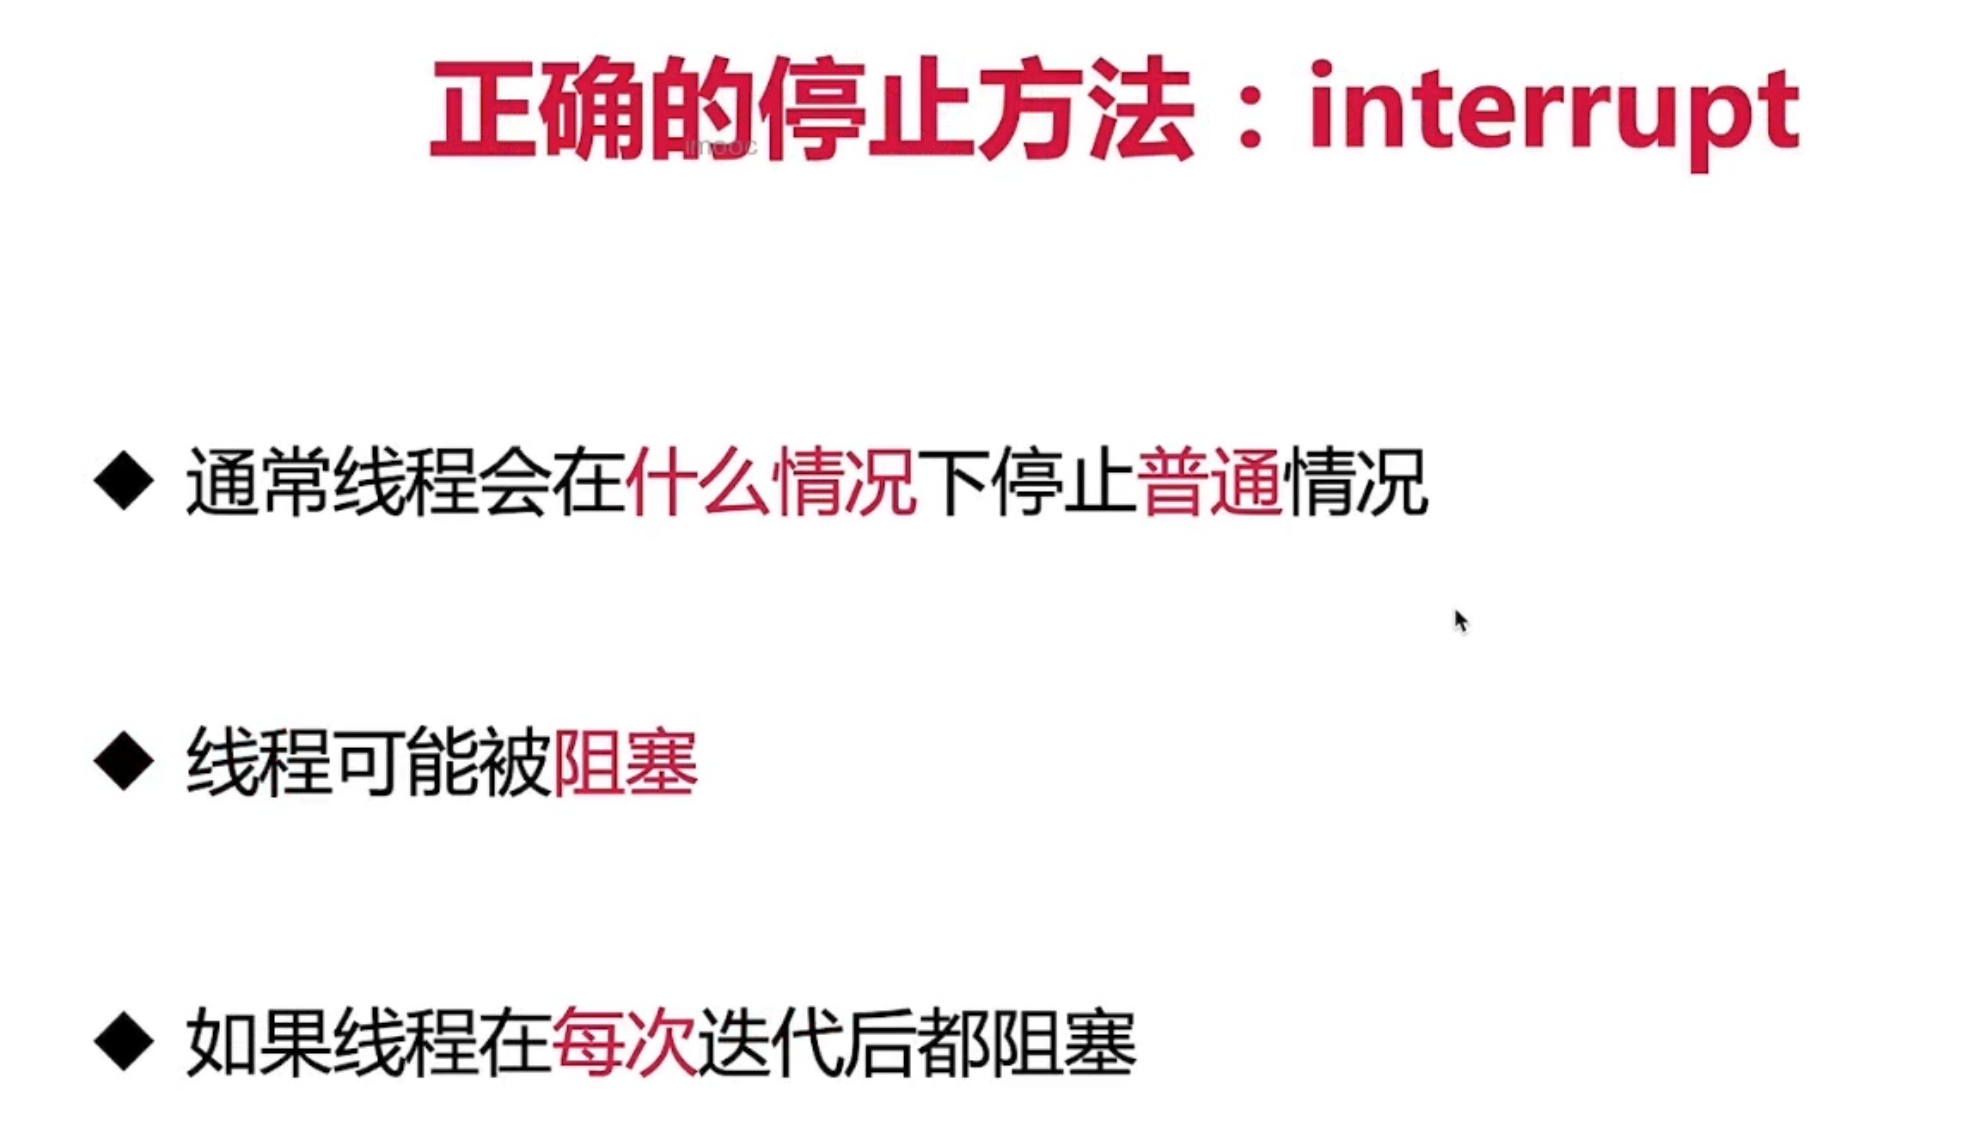 正确的停止方法：interrupt
imooc
通常线程会在什么情况下停止普通情况
线程可能被阻塞
如果线程在每次迭代后都阻塞